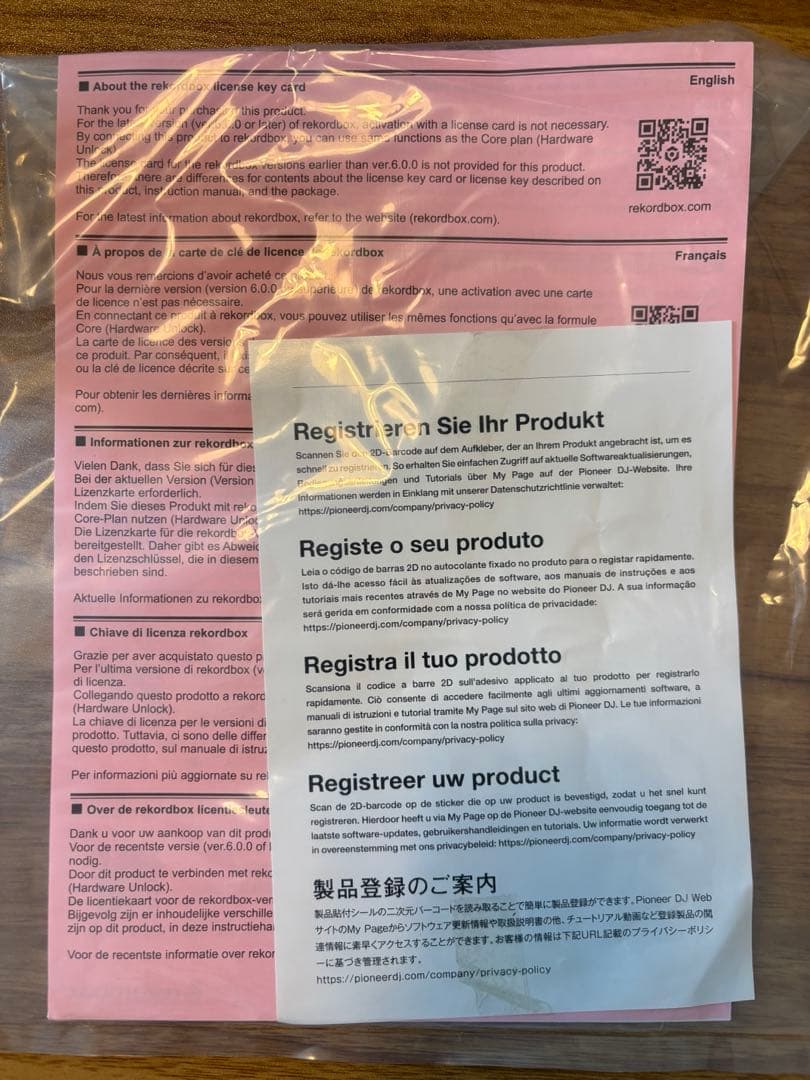 ■ About the rekordbox license key card
English
Thank you for your purchasing this product.
For the latest version (ver.6.0.0 or later) of rekordbox, activation with a license card is not necessary.
By connecting this product to rekordbox, you can use same functions as the Core plan (Hardware
Unlock).
The license card for the rekordbox versions earlier than ver.6.0.0 is not provided for this product.
Therefore there are differences for contents about the license key card or license key described on
this product, instruction manual, and the package.
For the latest information about rekordbox, refer to the website (rekordbox.com).
rekordbox.com
■ À propos de la carte de clé de licence rekordbox
Français
Nous vous remercions d'avoir acheté ce
Pour la dernière version (version 6.0.0 ou supérieure) de rekordbox, une activation avec une carte
de licence n'est pas nécessaire.
En connectant ce produit à rekordbox, vous pouvez utiliser les mêmes fonctions qu'avec la formule
Core (Hardware Unlock).
La carte de licence des versions
ce produit. Par conséquent, il
ou la clé de licence décrite sur ce
Pour obtenir les dernières informa
com).
■ Informationen zur rekordbox
Vielen Dank, dass Sie sich für dies
Bei der aktuellen Version (Version
Lizenzkarte erforderlich.
Indem Sie dieses Produkt mit reko
Core-Plan nutzen (Hardware Unloc
Die Lizenzkarte für die rekordbox
bereitgestellt. Daher gibt es Abweic
den Lizenzschlüssel, die in diesem
beschrieben sind.
Aktuelle Informationen zu rekordbo
■ Chiave di licenza rekordbox
Grazie per aver acquistato questo p
Per l'ultima versione di rekordbox (v
di licenza.
Collegando questo prodotto a rekord
(Hardware Unlock).
La chiave di licenza per le versioni di
prodotto. Tuttavia, ci sono delle differ
questo prodotto, sul manuale di istruz
Per informazioni più aggiornate su re
■ Over de rekordbox licentiesleute
Dank u voor uw aankoop van dit prod
Voor de recentste versie (ver.6.0.0 of l
nodig.
Door dit product te verbinden met rekc
(Hardware Unlock).
De licentiekaart voor de rekordbox-ver
Bijgevolg zijn er inhoudelijke verschille
zijn op dit product, in deze instructieha
Voor de recentste informatie over rekor
Registrieren Sie Ihr Produkt
Scannen Sie den 2D-Barcode auf dem Aufkleber, der an Ihrem Produkt angebracht ist, um es
schnell zu registrieren. So erhalten Sie einfachen Zugriff auf aktuelle Softwareaktualisierungen,
und Tutorials über My Page auf der Pioneer DJ-Website. Ihre
Informationen werden in Einklang mit unserer Datenschutzrichtlinie verwaltet:
https://pioneerdj.com/company/privacy-policy
Registe o seu produto
Leia o código de barras 2D no autocolante fixado no produto para o registar rapidamente.
Isto dá-lhe acesso fácil às atualizações de software, aos manuais de instruções e aos
tutoriais mais recentes através de My Page no website do Pioneer DJ. A sua informação
será gerida em conformidade com a nossa política de privacidade:
https://pioneerdj.com/company/privacy-policy
Registra il tuo prodotto
Scansiona il codice a barre 2D sull'adesivo applicato al tuo prodotto per registrarlo
rapidamente. Ciò consente di accedere facilmente agli ultimi aggiornamenti software, a
manuali di istruzioni e tutorial tramite My Page sul sito web di Pioneer DJ. Le tue informazioni
saranno gestite in conformità con la nostra politica sulla privacy:
https://pioneerdj.com/company/privacy-policy
Registreer uw product
Scan de 2D-barcode op de sticker die op uw product is bevestigd, zodat u het snel kunt
registreren. Hierdoor heeft u via My Page op de Pioneer DJ-website eenvoudig toegang tot de
laatste software-updates, gebruikershandleidingen en tutorials. Uw informatie wordt verwerkt
in overeenstemming met ons privacybeleid: https://pioneerdj.com/company/privacy-policy
製品登録のご案内
製品貼付シールの二次元バーコードを読み取ることで簡単に製品登録ができます。Pioneer DJ Web
サイトのMy Pageからソフトウェア更新情報や取扱説明書の他、チュートリアル動画など登録製品の関
連情報に素早くアクセスすることができます。お客様の情報は下記URL記載のプライバシーポリシ
ーに基づき管理されます。
https://pioneerdj.com/company/privacy-policy